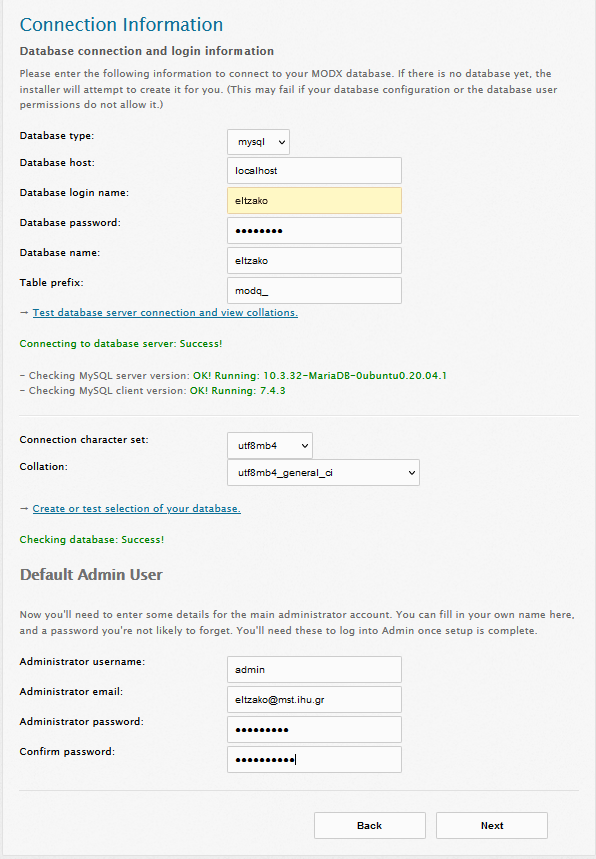 Connection Information
Database connection and login information
Please enter the following information to connect to your MODX database. If there is no database yet, the
installer will attempt to create it for you. (This may fail if your database configuration or the database user
permissions do not allow it.)
Database type:
mysql
Database host:
localhost
Database login name:
eltzako
Database password:
••••••••
Database name:
eltzako
Table prefix:
modq_
→ Test database server connection and view collations.
Connecting to database server: Success!
- Checking MySQL server version: OK! Running: 10.3.32-MariaDB-0ubuntu0.20.04.1
- Checking MySQL client version: OK! Running: 7.4.3
Connection character set:
utf8mb4
Collation:
utf8mb4_general_ci
→ Create or test selection of your database.
Checking database: Success!
Default Admin User
Now you'll need to enter some details for the main administrator account. You can fill in your own name here,
and a password you're not likely to forget. You'll need these to log into Admin once setup is complete.
Administrator username:
admin
Administrator email:
eltzako@mst.ihu.gr
Administrator password:
•••••••••
Confirm password:
••••••••••
Back
Next